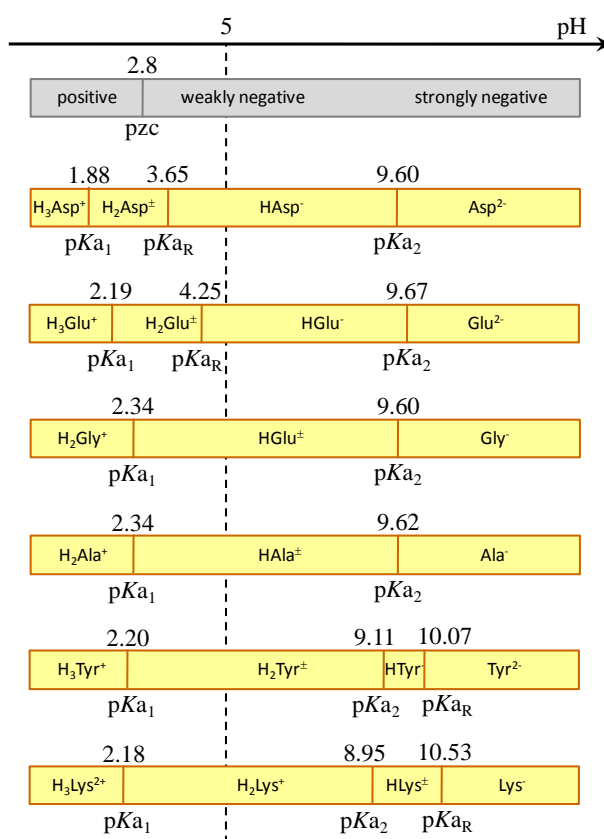 5 pH
2.8
positive weakly negative strongly negative
pzc
1.88 3.65 9.60
H₃Asp⁺ H₂Asp± HAsp⁻ Asp²⁻
pKa₁ pKa_R pKa₂
2.19 4.25 9.67
H₃Glu⁺ H₂Glu± HGlu⁻ Glu²⁻
pKa₁ pKa_R pKa₂
2.34 9.60
H₂Gly⁺ HGlu± Gly⁻
pKa₁ pKa₂
2.34 9.62
H₂Ala⁺ HAla± Ala⁻
pKa₁ pKa₂
2.20 9.11 10.07
H₃Tyr⁺ H₂Tyr± HTyr⁻ Tyr²⁻
pKa₁ pKa₂ pKa_R
2.18 8.95 10.53
H₃Lys²⁺ H₂Lys⁺ HLys± Lys⁻
pKa₁ pKa₂ pKa_R